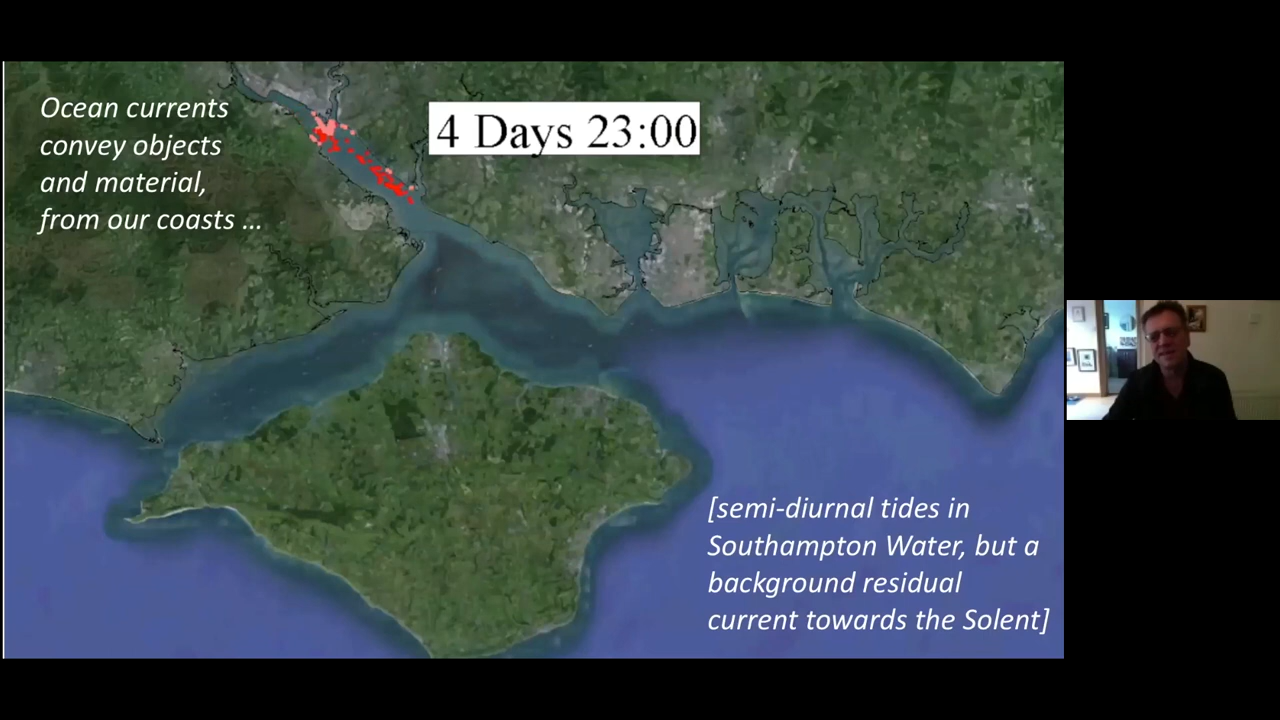 Ocean currents
convey objects
and material,
from our coasts ...
4 Days 23:00
[semi-diurnal tides in
Southampton Water, but a
background residual
current towards the Solent]